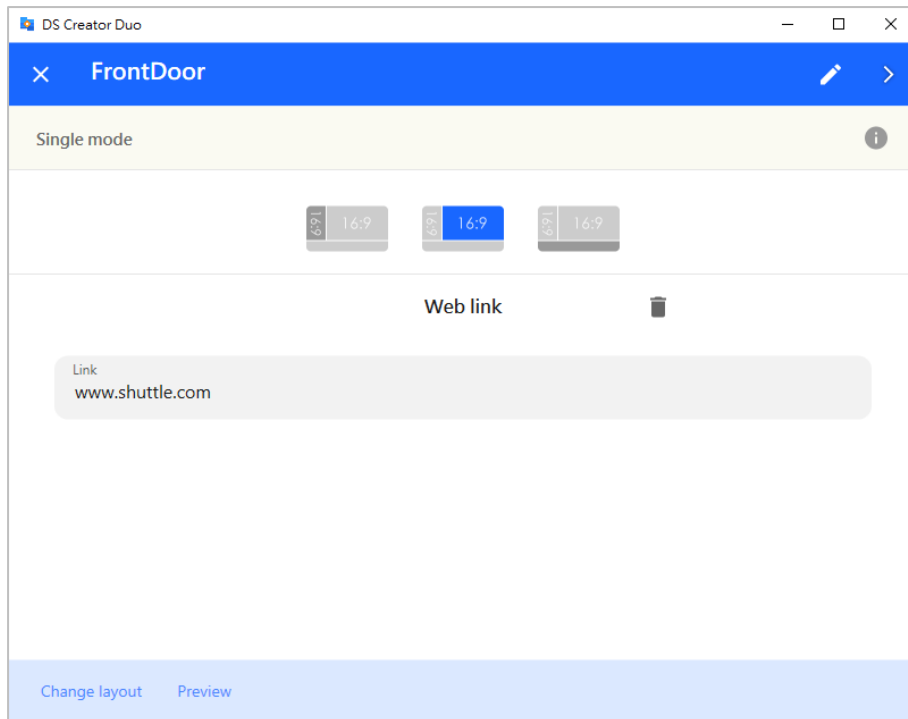 DS Creator Duo
FrontDoor
Single mode
16:9 16:9
16:9 16:9
16:9 16:9
Web link
Link
www.shuttle.com
Change layout Preview